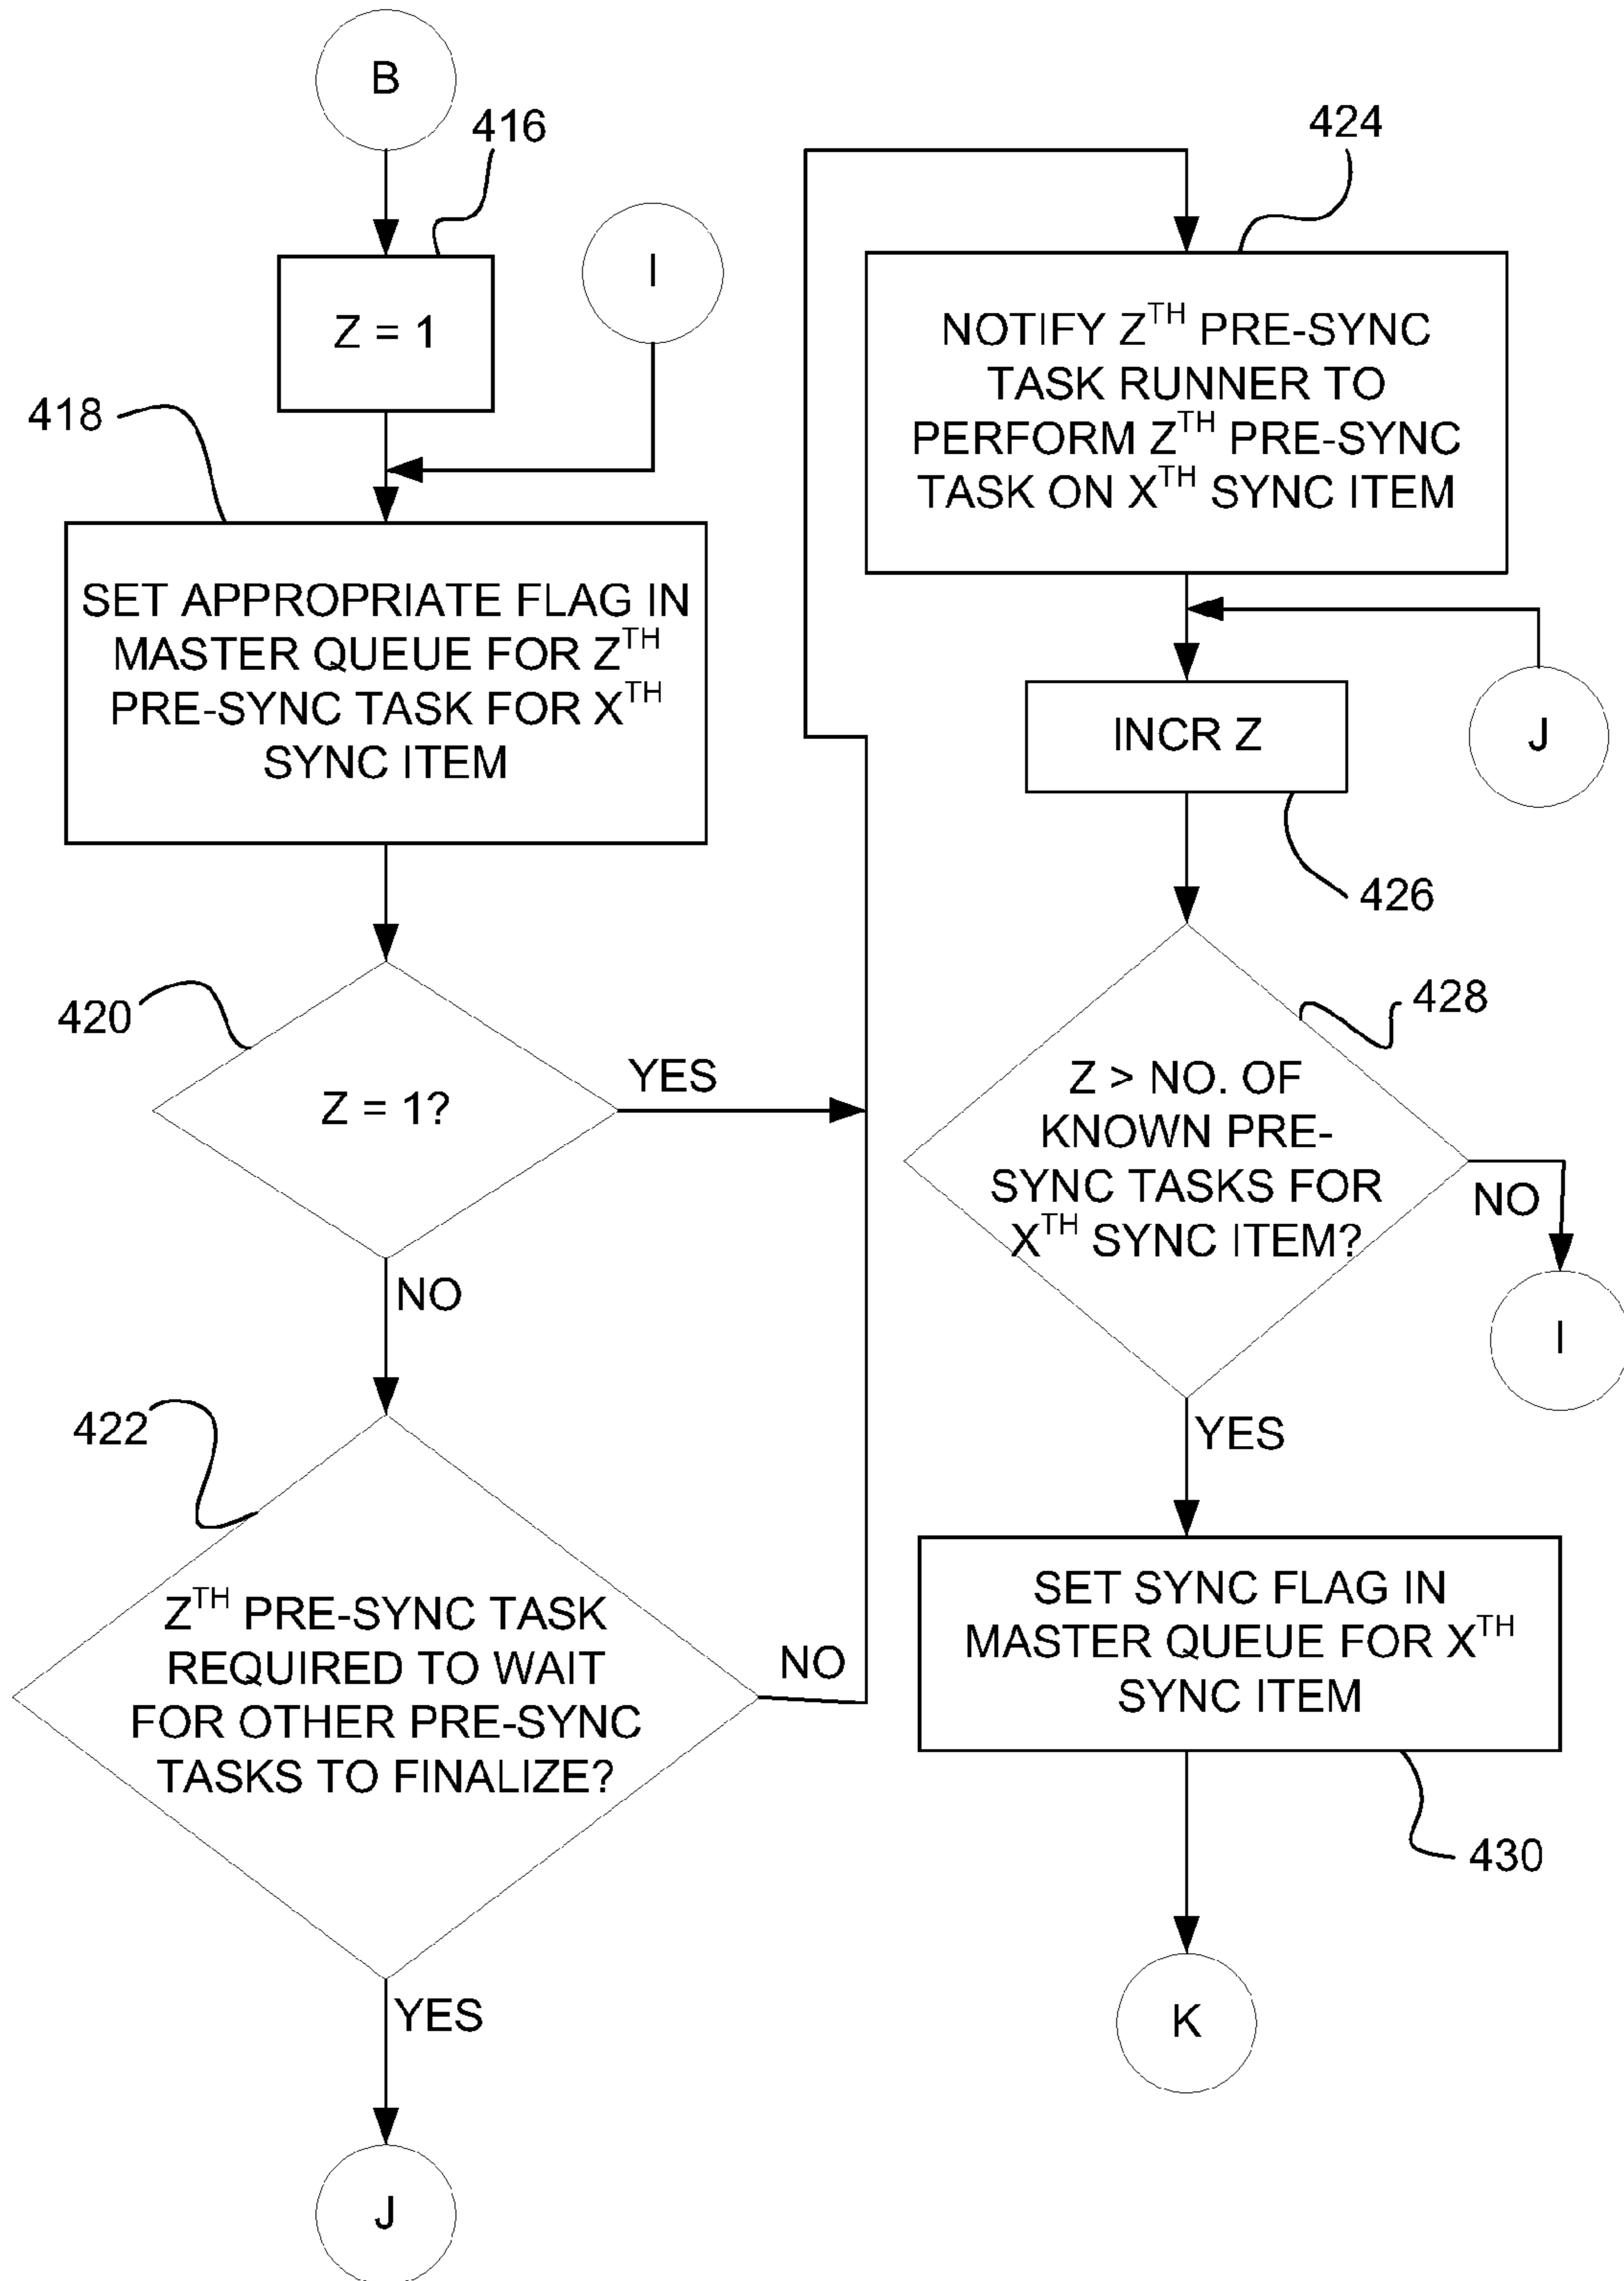 B
416
Z = 1
I
418
SET APPROPRIATE FLAG IN
MASTER QUEUE FOR Z^TH
PRE-SYNC TASK FOR X^TH
SYNC ITEM
420
Z = 1?
YES
NO
422
Z^TH PRE-SYNC TASK
REQUIRED TO WAIT
FOR OTHER PRE-SYNC
TASKS TO FINALIZE?
NO
YES
J
424
NOTIFY Z^TH PRE-SYNC
TASK RUNNER TO
PERFORM Z^TH PRE-SYNC
TASK ON X^TH SYNC ITEM
J
INCR Z
426
428
Z > NO. OF
KNOWN PRE-
SYNC TASKS FOR
X^TH SYNC ITEM?
NO
I
YES
SET SYNC FLAG IN
MASTER QUEUE FOR X^TH
SYNC ITEM
430
K